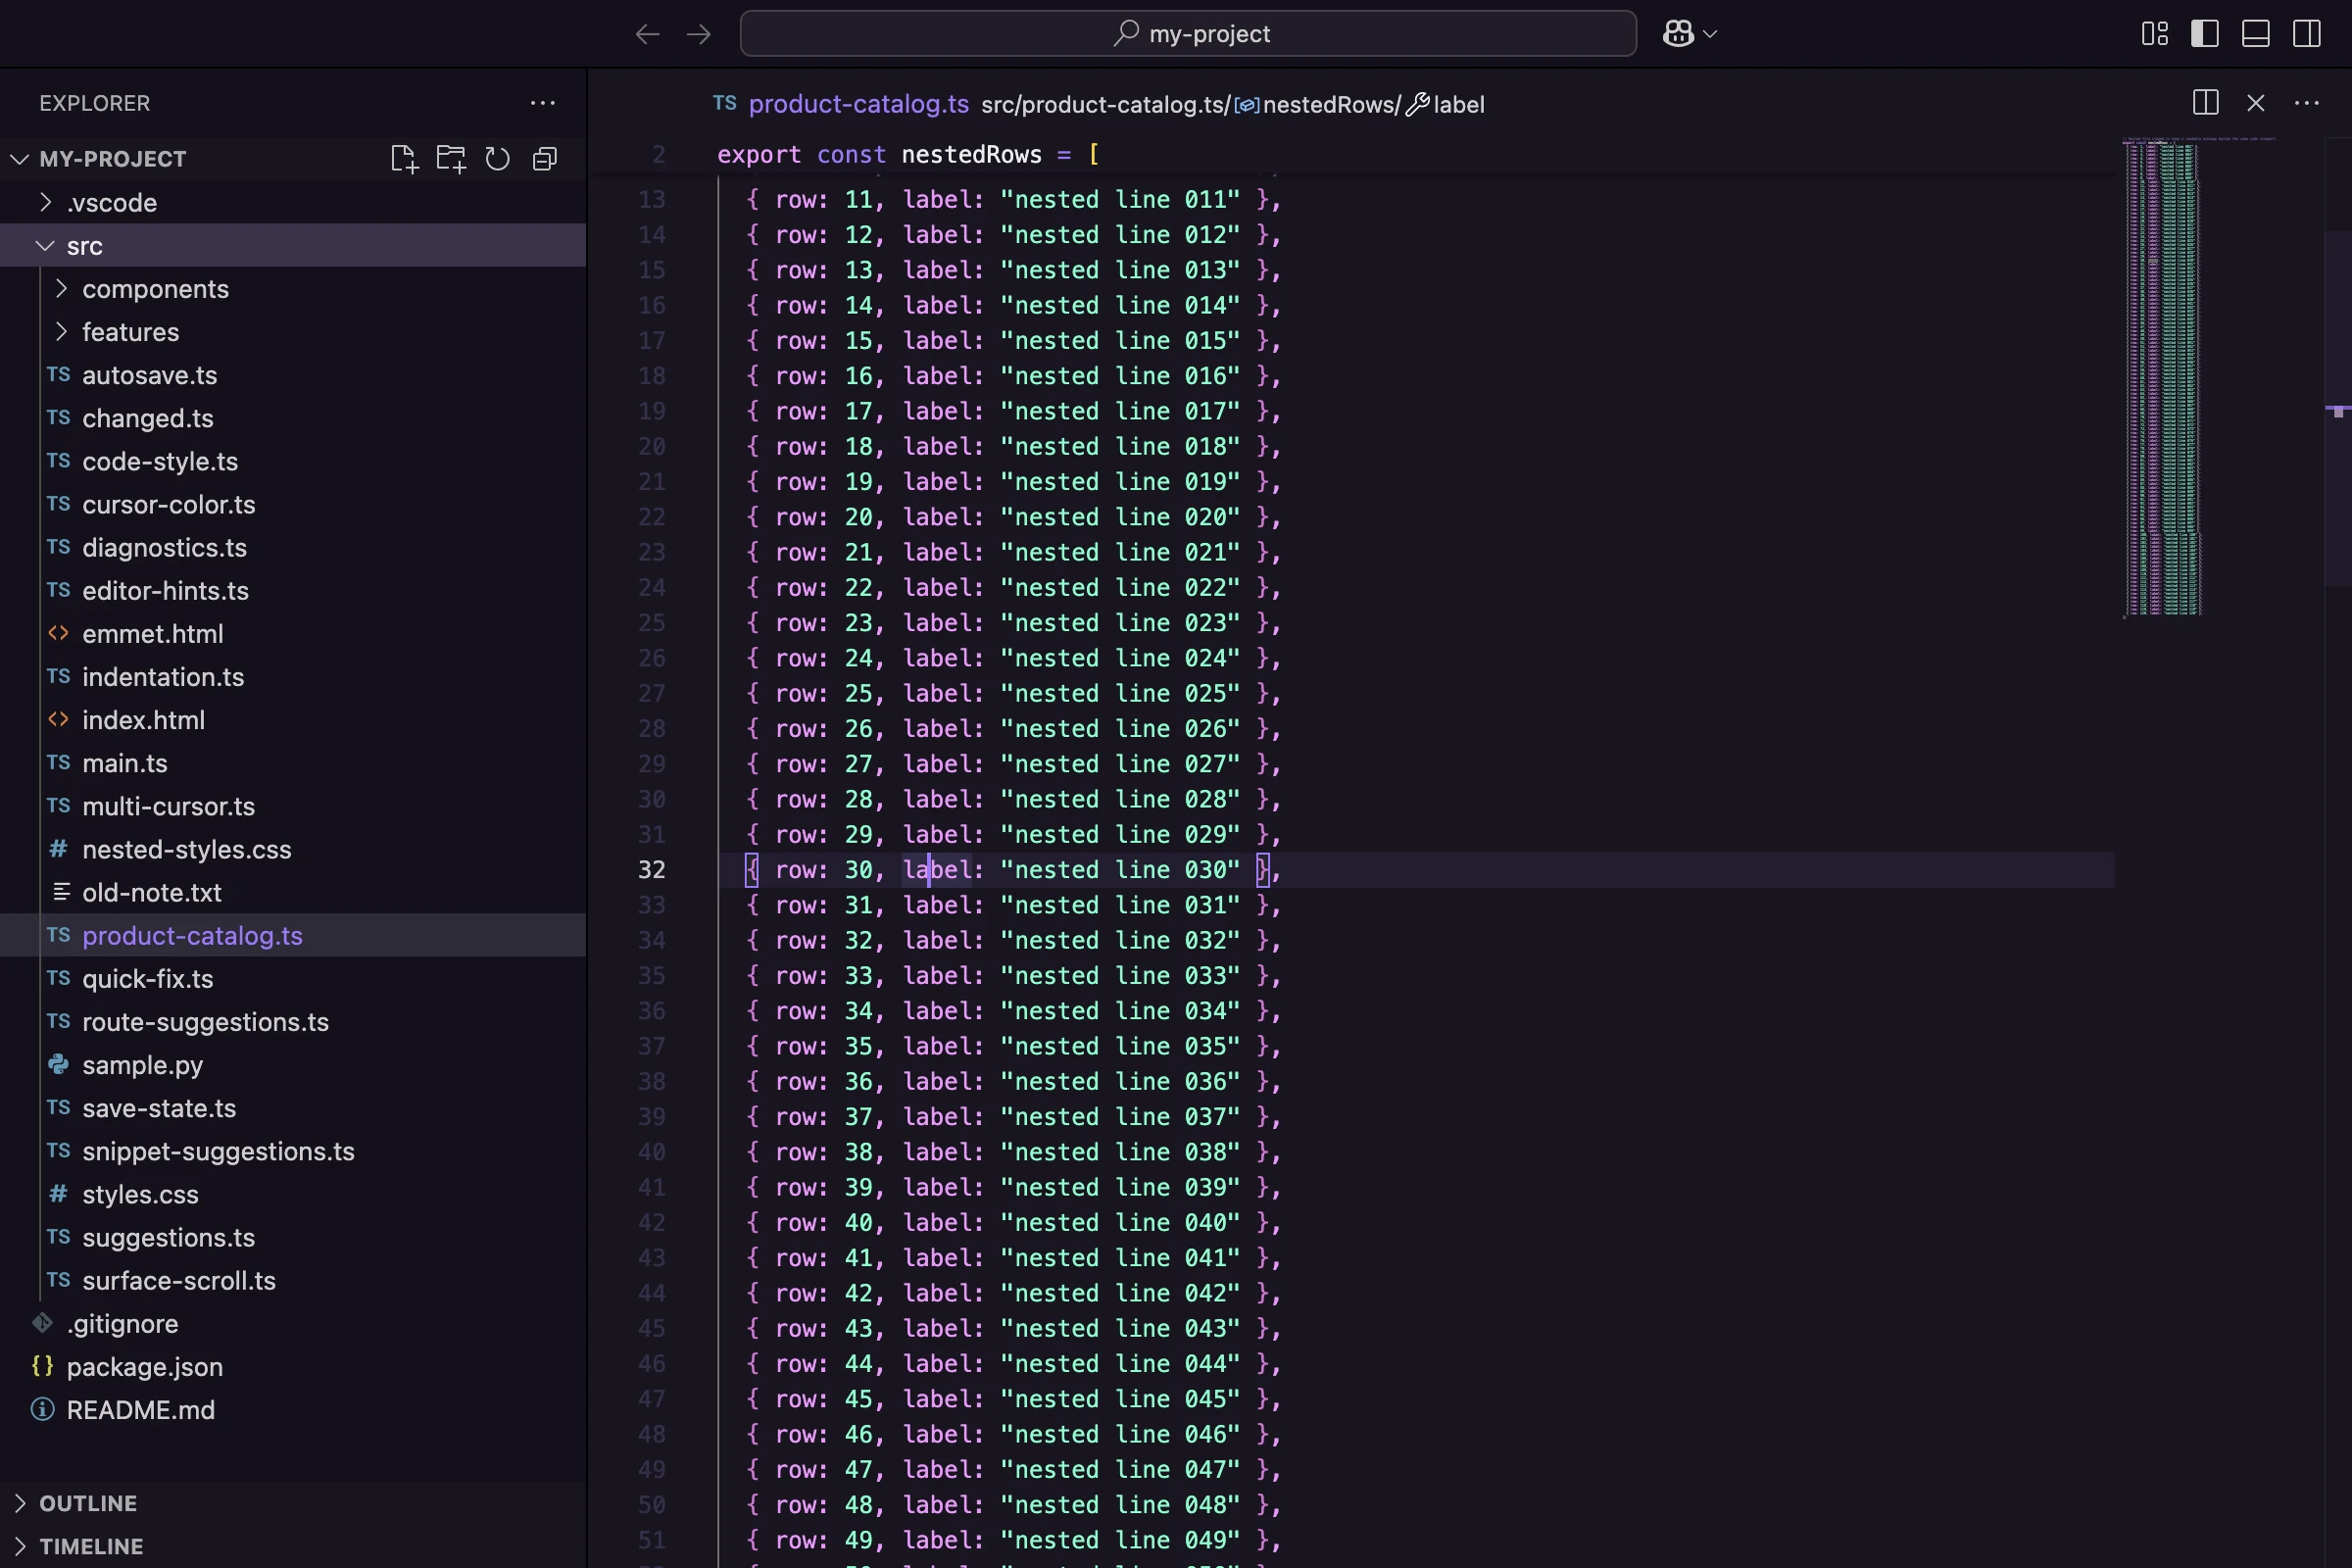 my-project
EXPLORER
MY-PROJECT
.vscode
src
components
features
TS autosave.ts
TS changed.ts
TS code-style.ts
TS cursor-color.ts
TS diagnostics.ts
TS editor-hints.ts
<> emmet.html
TS indentation.ts
<> index.html
TS main.ts
TS multi-cursor.ts
# nested-styles.css
old-note.txt
TS product-catalog.ts
TS quick-fix.ts
TS route-suggestions.ts
sample.py
TS save-state.ts
TS snippet-suggestions.ts
# styles.css
TS suggestions.ts
TS surface-scroll.ts
.gitignore
{} package.json
README.md
OUTLINE
TIMELINE
TS product-catalog.ts src/product-catalog.ts/nestedRows/label
2 export const nestedRows = [
13 { row: 11, label: "nested line 011" },
14 { row: 12, label: "nested line 012" },
15 { row: 13, label: "nested line 013" },
16 { row: 14, label: "nested line 014" },
17 { row: 15, label: "nested line 015" },
18 { row: 16, label: "nested line 016" },
19 { row: 17, label: "nested line 017" },
20 { row: 18, label: "nested line 018" },
21 { row: 19, label: "nested line 019" },
22 { row: 20, label: "nested line 020" },
23 { row: 21, label: "nested line 021" },
24 { row: 22, label: "nested line 022" },
25 { row: 23, label: "nested line 023" },
26 { row: 24, label: "nested line 024" },
27 { row: 25, label: "nested line 025" },
28 { row: 26, label: "nested line 026" },
29 { row: 27, label: "nested line 027" },
30 { row: 28, label: "nested line 028" },
31 { row: 29, label: "nested line 029" },
32 { row: 30, label: "nested line 030" },
33 { row: 31, label: "nested line 031" },
34 { row: 32, label: "nested line 032" },
35 { row: 33, label: "nested line 033" },
36 { row: 34, label: "nested line 034" },
37 { row: 35, label: "nested line 035" },
38 { row: 36, label: "nested line 036" },
39 { row: 37, label: "nested line 037" },
40 { row: 38, label: "nested line 038" },
41 { row: 39, label: "nested line 039" },
42 { row: 40, label: "nested line 040" },
43 { row: 41, label: "nested line 041" },
44 { row: 42, label: "nested line 042" },
45 { row: 43, label: "nested line 043" },
46 { row: 44, label: "nested line 044" },
47 { row: 45, label: "nested line 045" },
48 { row: 46, label: "nested line 046" },
49 { row: 47, label: "nested line 047" },
50 { row: 48, label: "nested line 048" },
51 { row: 49, label: "nested line 049" },